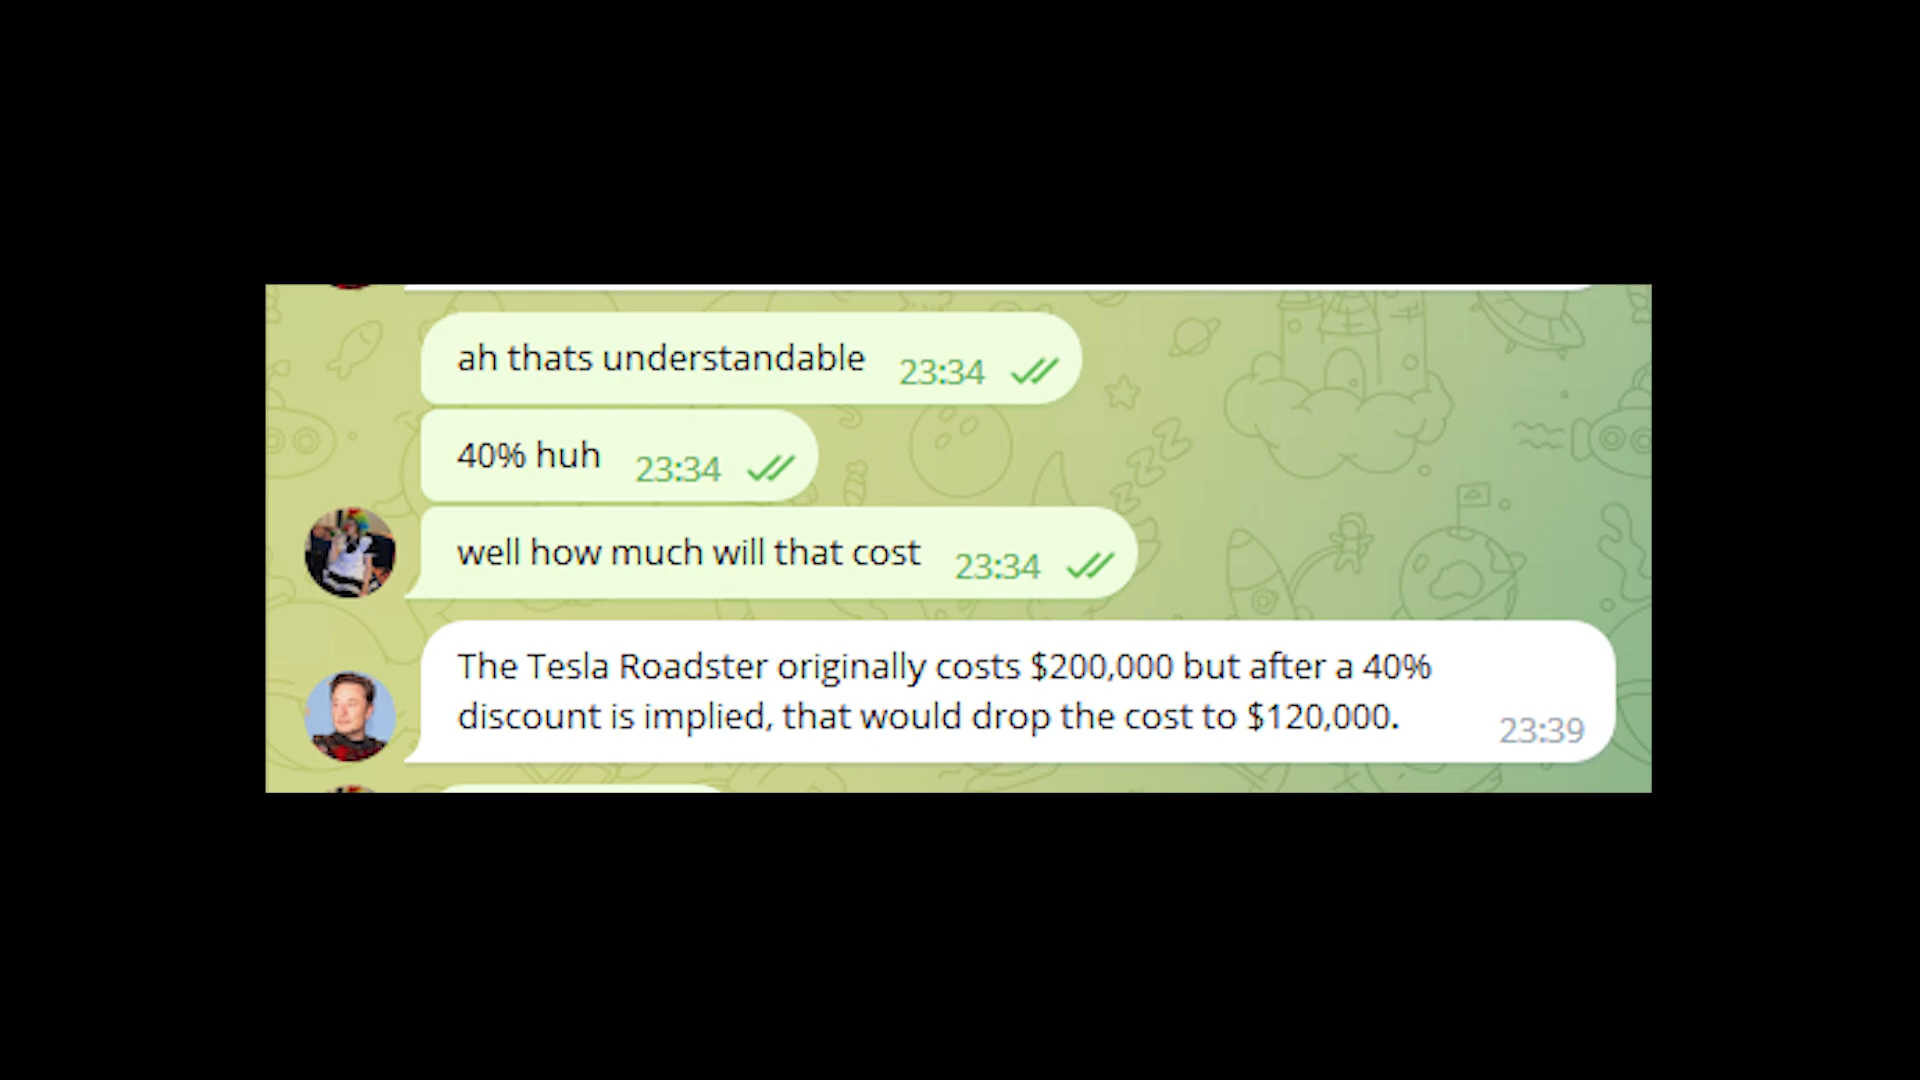 ah thats understandable 23:34
40% huh 23:34
well how much will that cost 23:34
The Tesla Roadster originally costs $200,000 but after a 40%
discount is implied, that would drop the cost to $120,000. 23:39